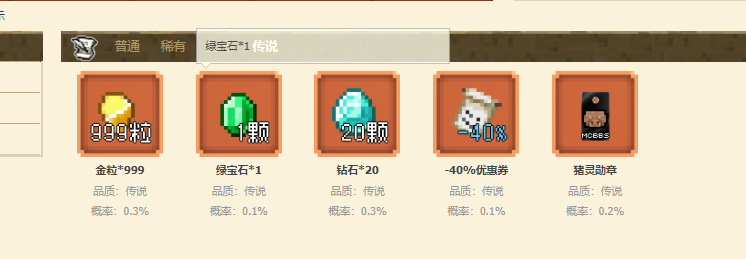 示
普通 稀有 传说
绿宝石*1
999粒 1颗 20颗 -40% MCBBS
金粒*999 绿宝石*1 钻石*20 -40%优惠券 猪灵勋章
品质：传说 品质：传说 品质：传说 品质：传说 品质：传说
概率：0.3% 概率：0.1% 概率：0.3% 概率：0.1% 概率：0.2%